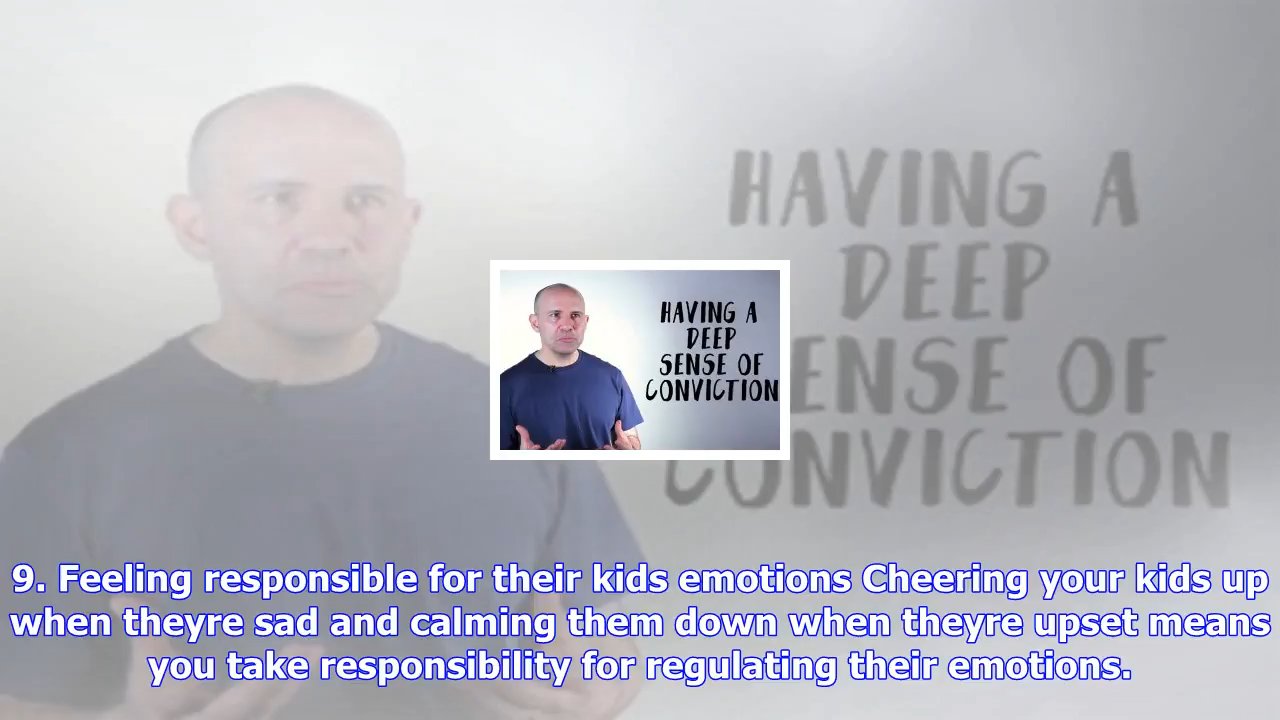 HAVING A
DEEP
SENSE OF
CONVICTION
HAVING A
DEEP
SENSE OF
CONVICTION
9. Feeling responsible for their kids emotions Cheering your kids up
when theyre sad and calming them down when theyre upset means
you take responsibility for regulating their emotions.